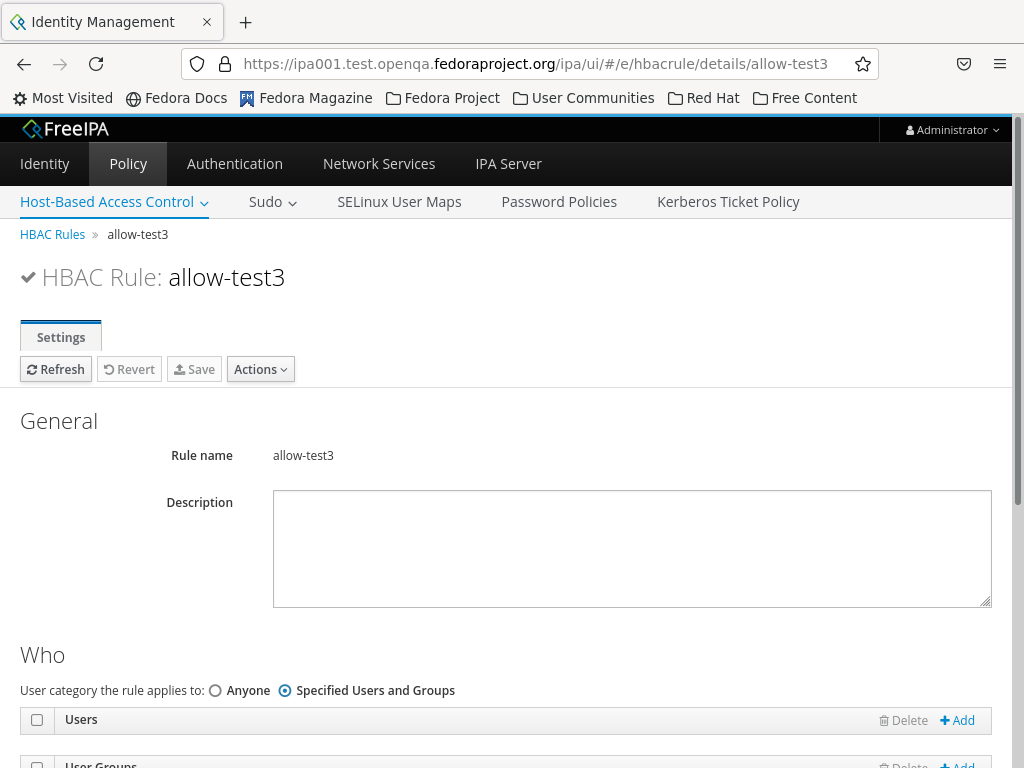 Identity Management
https://ipa001.test.openqa.fedoraproject.org/ipa/ui/#/e/hbacrule/details/allow-test3
Most Visited Fedora Docs FM Fedora Magazine Fedora Project User Communities Red Hat Free Content
FreeIPA Administrator
Identity Policy Authentication Network Services IPA Server
Host-Based Access Control Sudo SELinux User Maps Password Policies Kerberos Ticket Policy
HBAC Rules » allow-test3
HBAC Rule: allow-test3
Settings
Refresh Revert Save Actions
General
Rule name allow-test3
Description
Who
User category the rule applies to: Anyone Specified Users and Groups
Users Delete Add
User Groups Delete Add